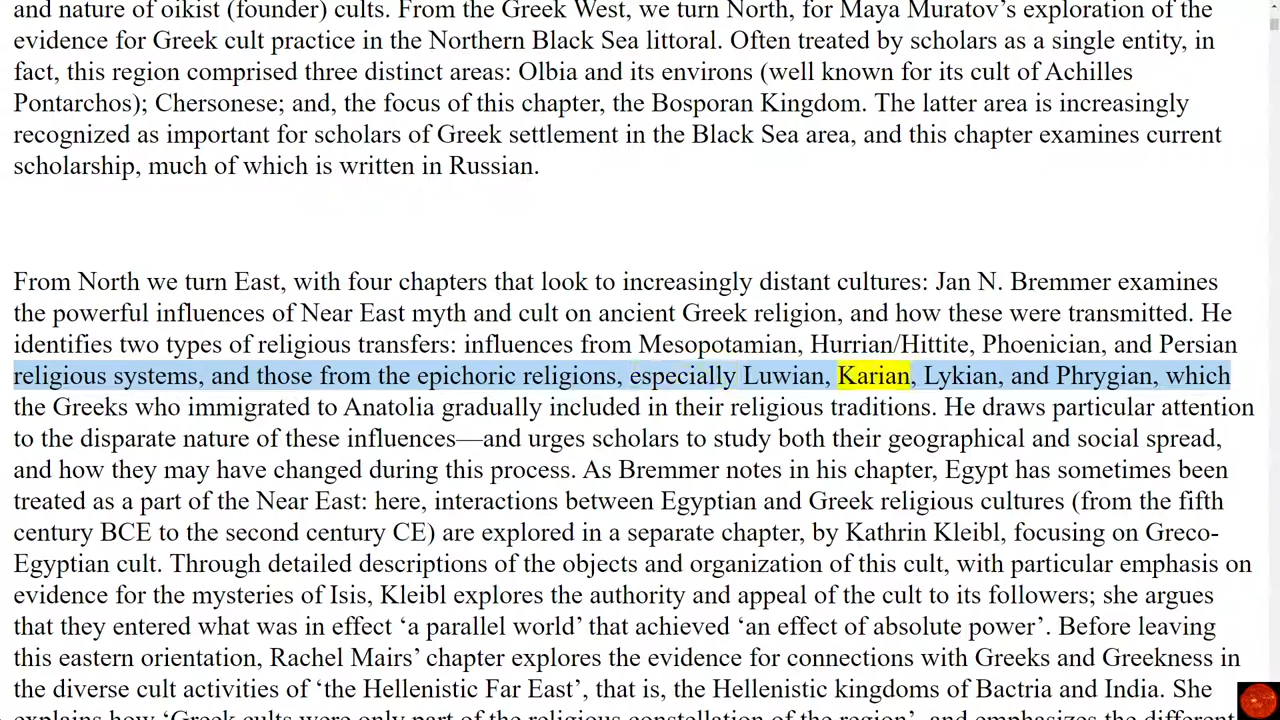 and nature of oikist (founder) cults. From the Greek West, we turn North, for Maya Muratov’s exploration of the
evidence for Greek cult practice in the Northern Black Sea littoral. Often treated by scholars as a single entity, in
fact, this region comprised three distinct areas: Olbia and its environs (well known for its cult of Achilles
Pontarchos); Chersonese; and, the focus of this chapter, the Bosporan Kingdom. The latter area is increasingly
recognized as important for scholars of Greek settlement in the Black Sea area, and this chapter examines current
scholarship, much of which is written in Russian.
From North we turn East, with four chapters that look to increasingly distant cultures: Jan N. Bremmer examines
the powerful influences of Near East myth and cult on ancient Greek religion, and how these were transmitted. He
identifies two types of religious transfers: influences from Mesopotamian, Hurrian/Hittite, Phoenician, and Persian
religious systems, and those from the epichoric religions, especially Luwian, Karian, Lykian, and Phrygian, which
the Greeks who immigrated to Anatolia gradually included in their religious traditions. He draws particular attention
to the disparate nature of these influences—and urges scholars to study both their geographical and social spread,
and how they may have changed during this process. As Bremmer notes in his chapter, Egypt has sometimes been
treated as a part of the Near East: here, interactions between Egyptian and Greek religious cultures (from the fifth
century BCE to the second century CE) are explored in a separate chapter, by Kathrin Kleibl, focusing on Greco-
Egyptian cult. Through detailed descriptions of the objects and organization of this cult, with particular emphasis on
evidence for the mysteries of Isis, Kleibl explores the authority and appeal of the cult to its followers; she argues
that they entered what was in effect ‘a parallel world’ that achieved ‘an effect of absolute power’. Before leaving
this eastern orientation, Rachel Mairs’ chapter explores the evidence for connections with Greeks and Greekness in
the diverse cult activities of ‘the Hellenistic Far East’, that is, the Hellenistic kingdoms of Bactria and India. She
explains how ‘Greek cults were only part of the religious constellation of the region’, and emphasizes the different